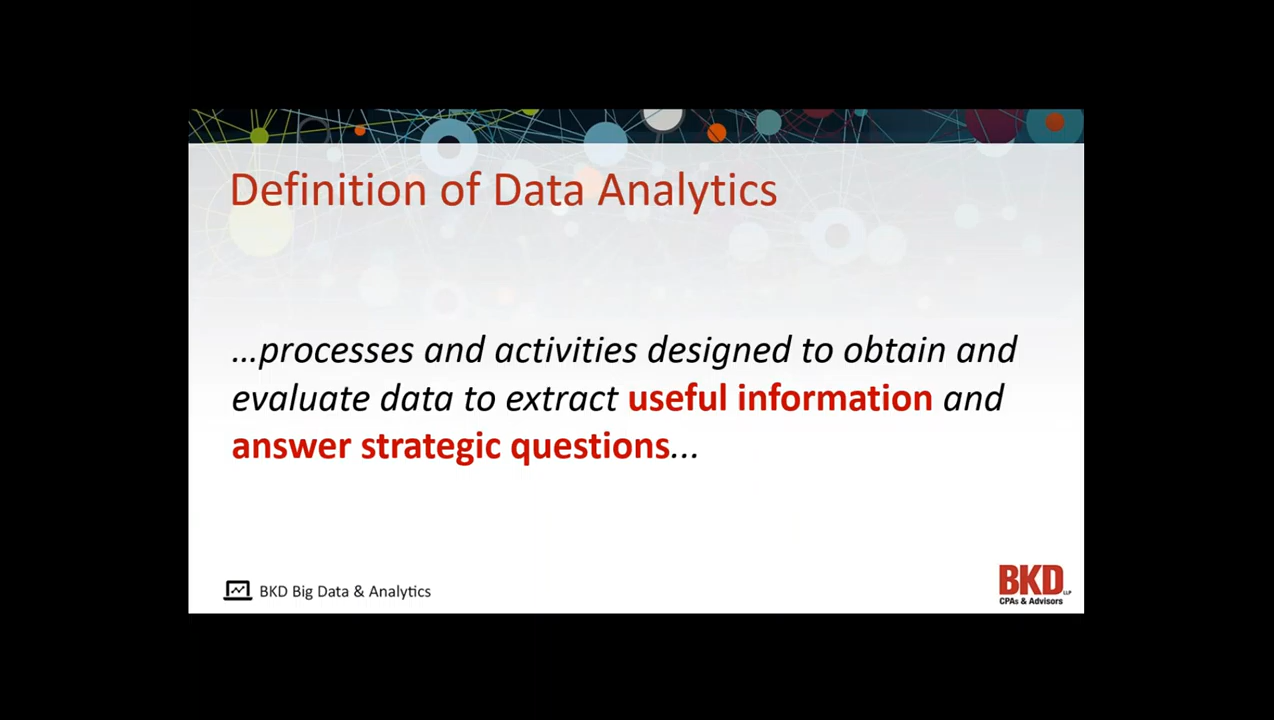 Definition of Data Analytics
...processes and activities designed to obtain and
evaluate data to extract useful information and
answer strategic questions...
BKD Big Data & Analytics
BKD LLP
CPAs & Advisors